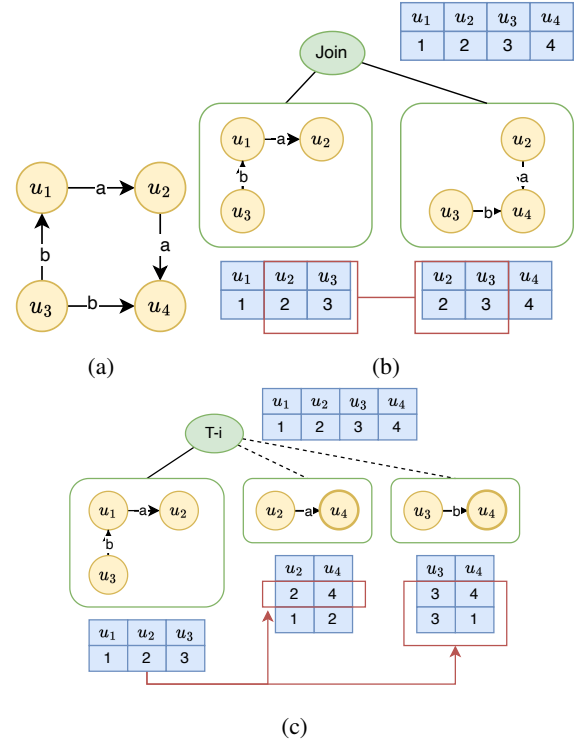 u₁ u₂ u₃ u₄
1 2 3 4
Join
u₁ a u₂
b
u₃
u₂
a
u₃ b u₄
u₁ a u₂
b a
u₃ b u₄
u₁ u₂ u₃
1 2 3
u₂ u₃ u₄
2 3 4
(a)
(b)
u₁ u₂ u₃ u₄
1 2 3 4
T-i
u₁ a u₂
b
u₃
u₂ a u₄
u₃ b u₄
u₂ u₄
2 4
1 2
u₃ u₄
3 4
3 1
u₁ u₂ u₃
1 2 3
(c)